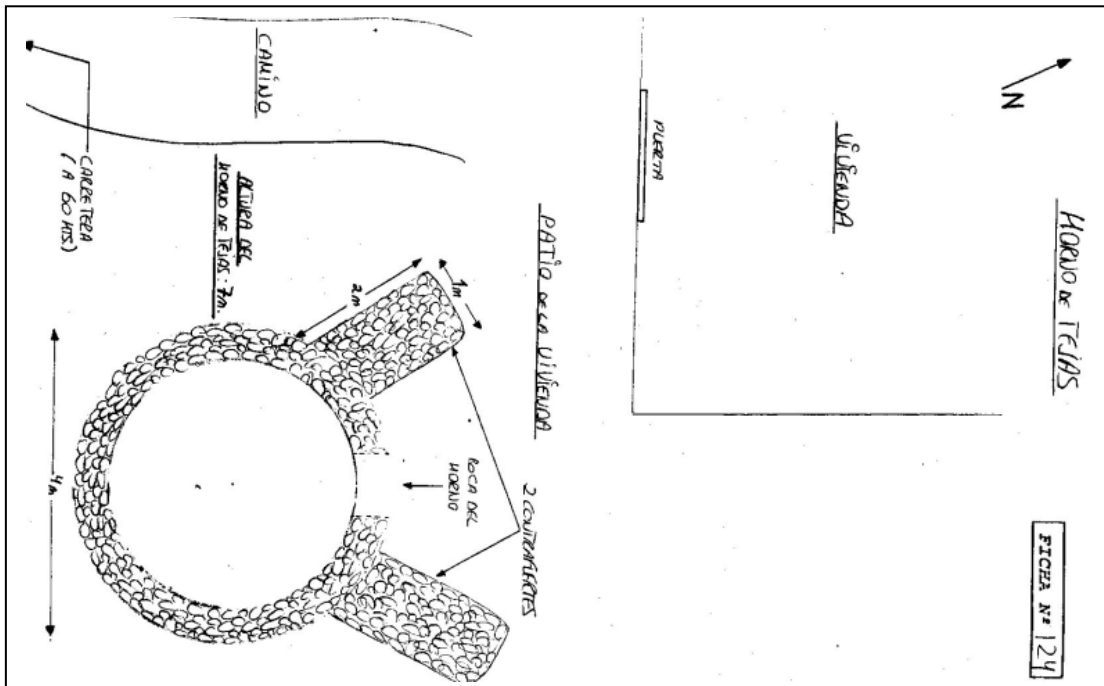 HORNO DE TEJAS
FICHA Nº 124
N
VIVIENDA
PUERTA
PATIO DE LA VIVIENDA
2 CONTRAFUERTES
BOCA DEL
HORNO
1m
2m
CAMINO
ALTURA DEL
HORNO DE TEJAS: 7m.
CARRETERA
( A 60 MTS.)
4m